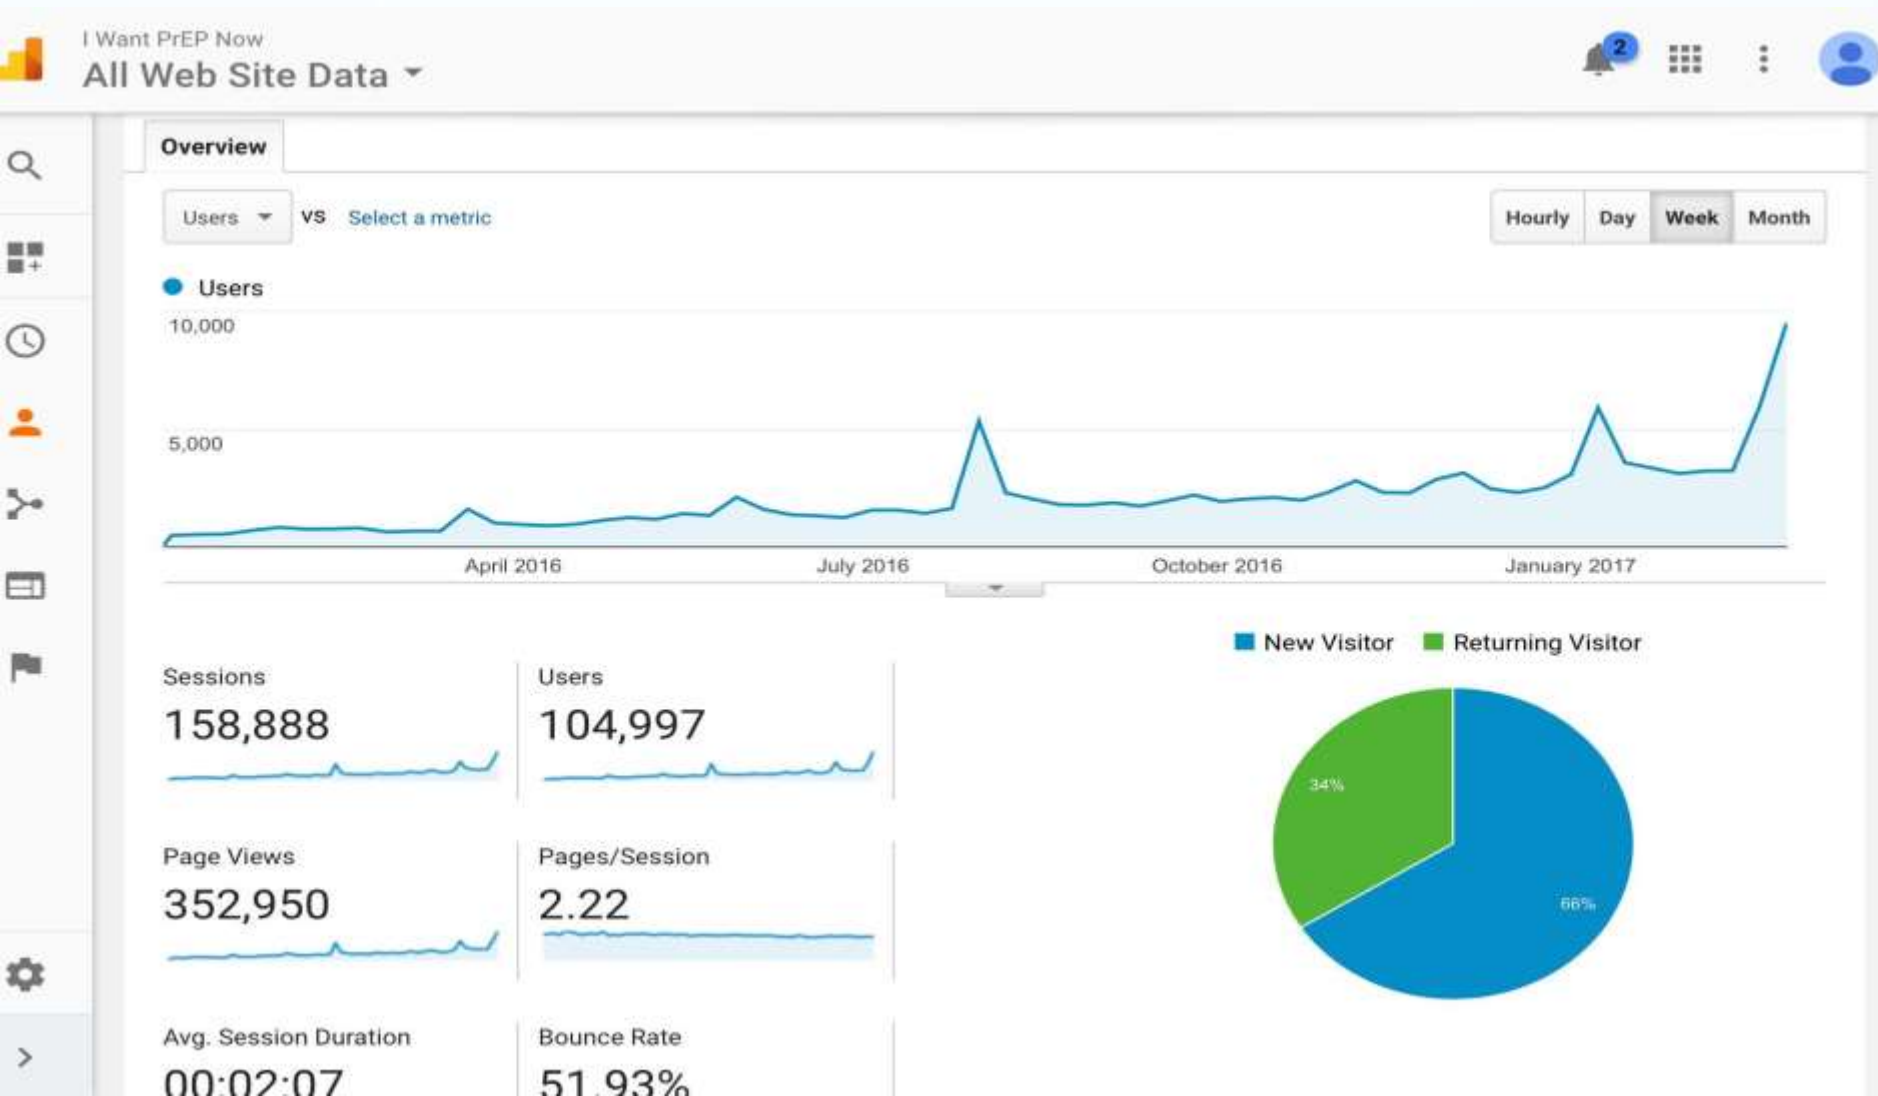 I Want PrEP Now
All Web Site Data
2
Overview
Users VS Select a metric
Hourly Day Week Month
Users
10,000
5,000
April 2016 July 2016 October 2016 January 2017
New Visitor Returning Visitor
Sessions Users
158,888 104,997
34%
Page Views Pages/Session
352,950 2.22
66%
Avg. Session Duration Bounce Rate
00:02:07 51.93%